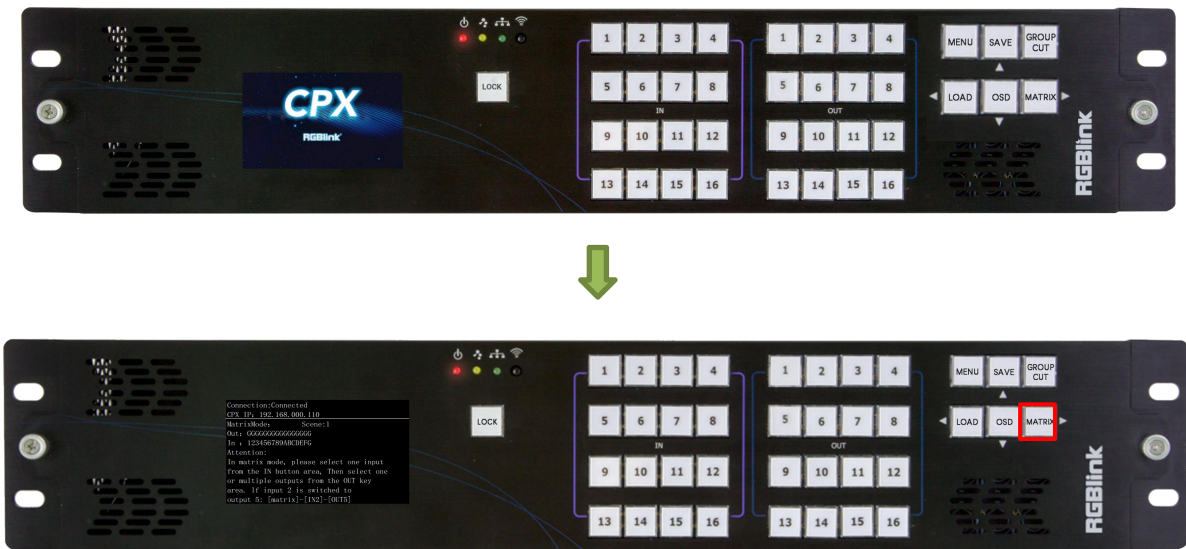 1 2 3 4 1 2 3 4 MENU SAVE GROUP CUT
LOCK 5 6 7 8 5 6 7 8 LOAD OSD MATRIX
CPX
RGBlink
IN OUT
9 10 11 12 9 10 11 12
RGBlink
13 14 15 16 13 14 15 16
1 2 3 4 1 2 3 4 MENU SAVE GROUP CUT
Connection:Connected
CPX IP: 192.168.000.110
MatrixMode: Scene:1
Out: GGGGGGGGGGGGGGGG
In : 123456789ABCDEFG
Attention:
In matrix mode, please select one input
from the IN button area, Then select one
or multiple outputs from the OUT key
area. If input 2 is switched to
output 5: [matrix]-[IN2]-[OUT5]
LOCK 5 6 7 8 5 6 7 8 LOAD OSD MATRIX
IN OUT
9 10 11 12 9 10 11 12
RGBlink
13 14 15 16 13 14 15 16